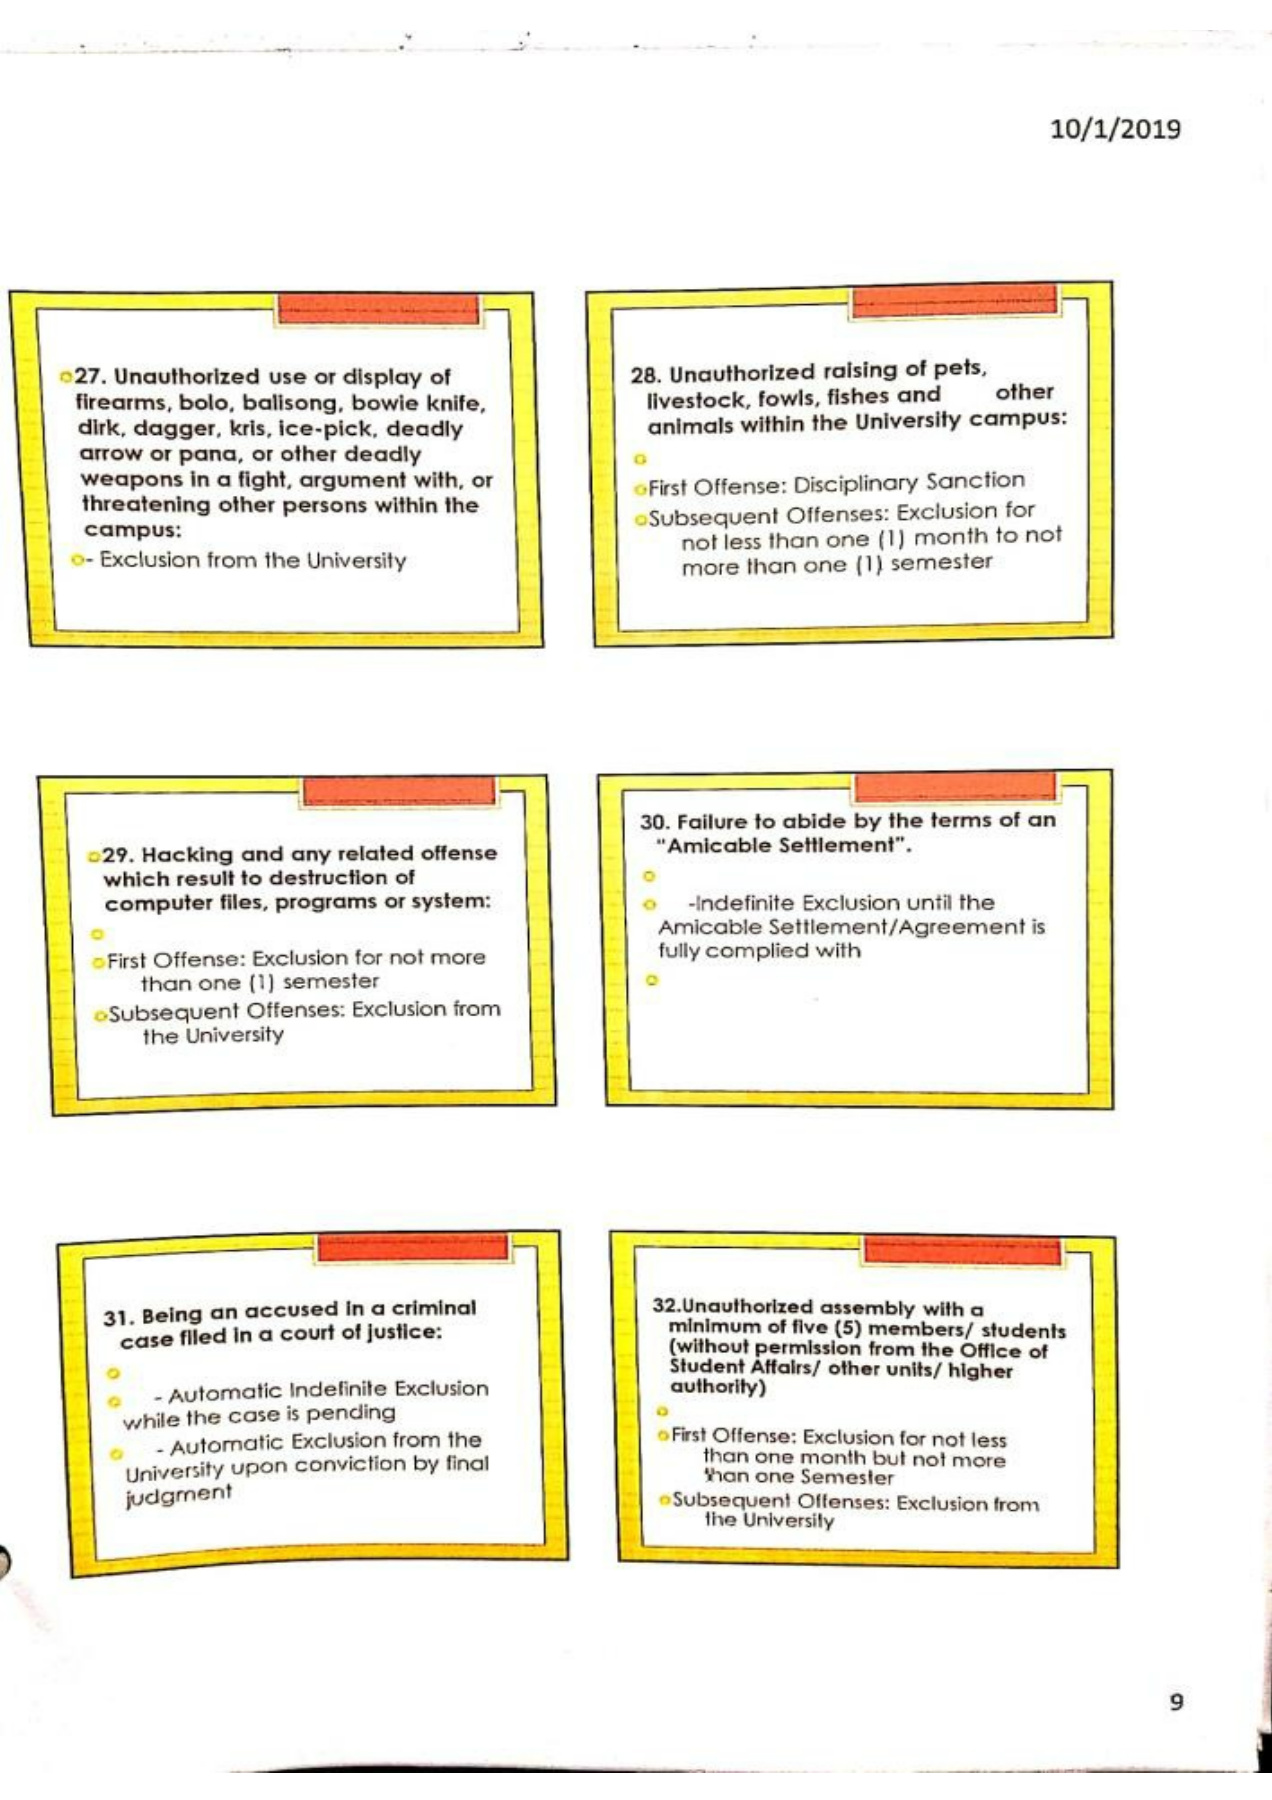 10/1/2019
27. Unauthorized use or display of
firearms, bolo, balisong, bowie knife,
dirk, dagger, kris, ice-pick, deadly
arrow or pana, or other deadly
weapons in a fight, argument with, or
threatening other persons within the
campus:
- Exclusion from the University
28. Unauthorized raising of pets,
livestock, fowls, fishes and other
animals within the University campus:
First Offense: Disciplinary Sanction
Subsequent Offenses: Exclusion for
not less than one (1) month to not
more than one (1) semester
29. Hacking and any related offense
which result to destruction of
computer files, programs or system:
First Offense: Exclusion for not more
than one (1) semester
Subsequent Offenses: Exclusion from
the University
30. Failure to abide by the terms of an
"Amicable Settlement".
-Indefinite Exclusion until the
Amicable Settlement/Agreement is
fully complied with
31. Being an accused in a criminal
case filed in a court of justice:
- Automatic Indefinite Exclusion
while the case is pending
- Automatic Exclusion from the
University upon conviction by final
judgment
32.Unauthorized assembly with a
minimum of five (5) members/ students
(without permission from the Office of
Student Affairs/ other units/ higher
authority)
First Offense: Exclusion for not less
than one month but not more
than one Semester
Subsequent Offenses: Exclusion from
the University
9